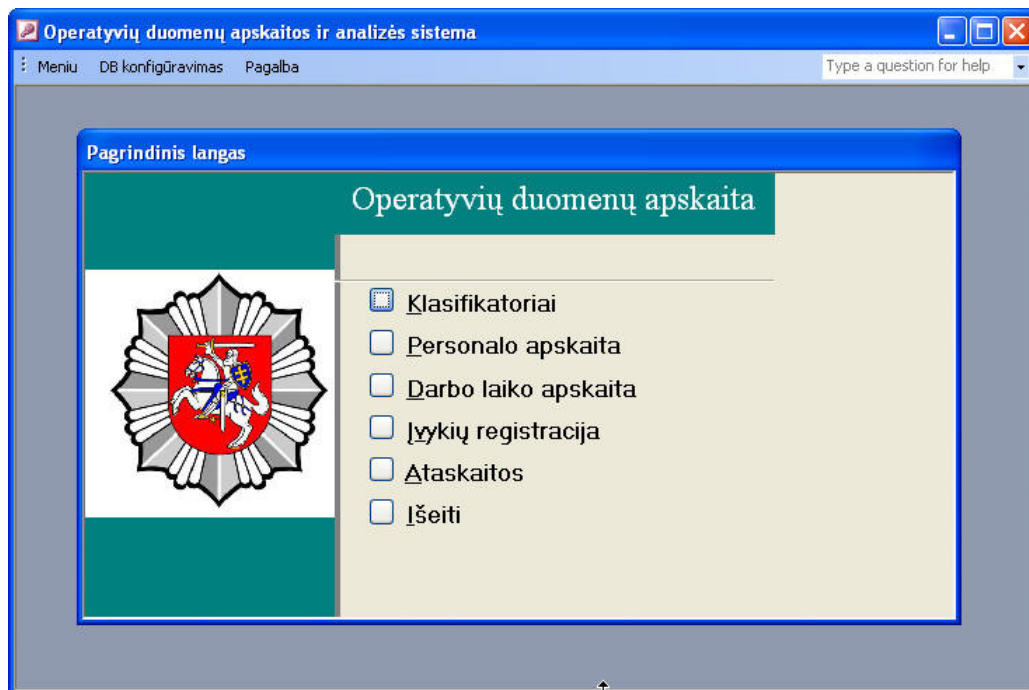 Operatyvių duomenų apskaitos ir analizės sistema
Meniu DB konfigūravimas Pagalba Type a question for help
Pagrindinis langas
Operatyvių duomenų apskaita
Klasifikatoriai
Personalo apskaita
Darbo laiko apskaita
Įvykių registracija
Ataskaitos
Išeiti